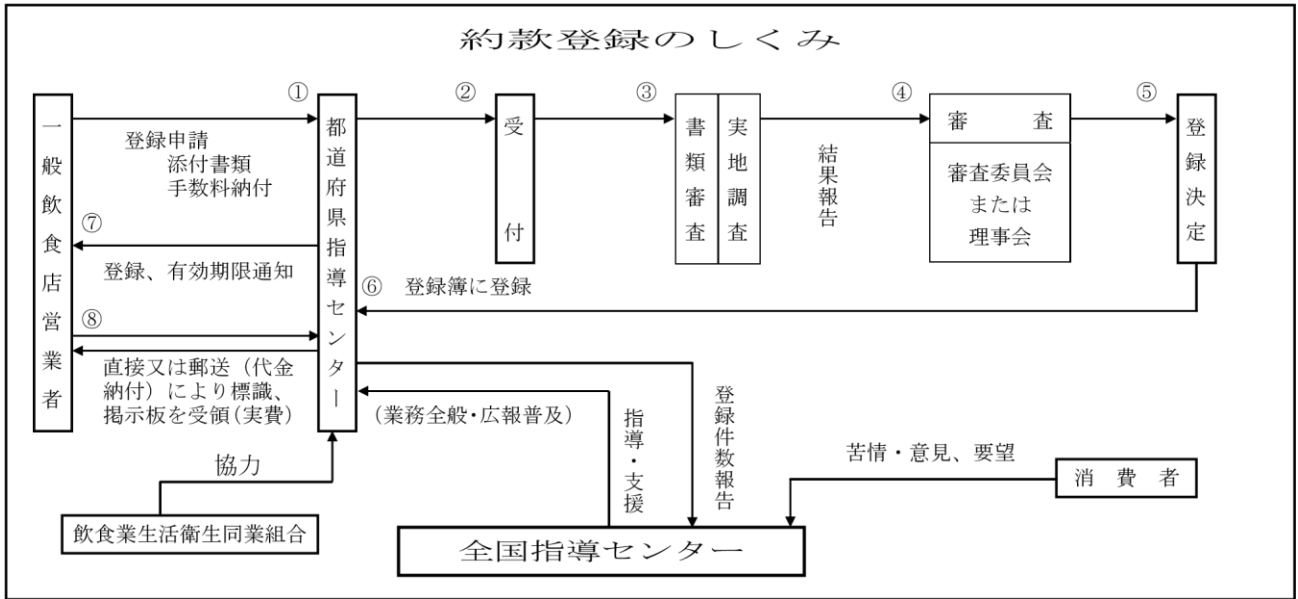 約款登録のしくみ
①
②
③
④
⑤
一般飲食店営業者
登録申請
添付書類
手数料納付
都道府県指導センター
受付
書類審査
実地調査
結果報告
審査
審査委員会
または
理事会
登録決定
⑦
登録、有効期限通知
⑥ 登録簿に登録
⑧
直接又は郵送（代金
納付）により標識、
掲示板を受領（実費）
(業務全般・広報普及)
指導・支援
登録件数報告
協力
飲食業生活衛生同業組合
苦情・意見、要望
消費者
全国指導センター